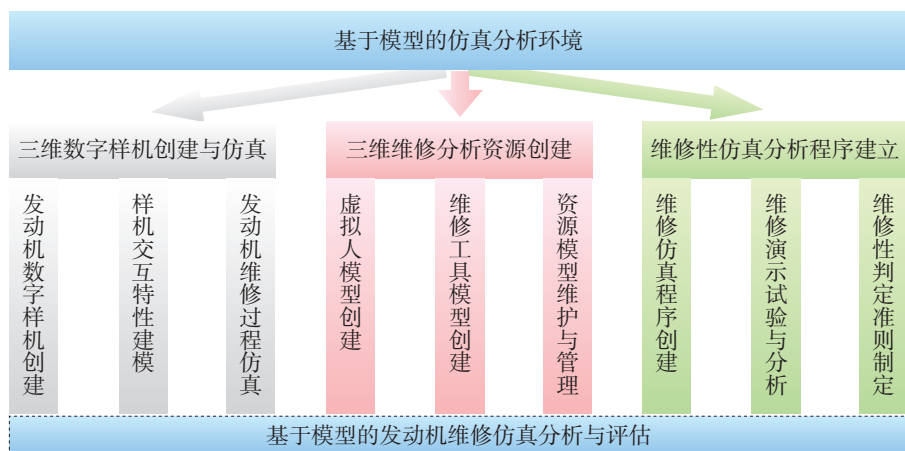 基于模型的仿真分析环境
三维数字样机创建与仿真
三维维修分析资源创建
维修性仿真分析程序建立
发动机数字样机创建
样机交互特性建模
发动机维修过程仿真
虚拟人模型创建
维修工具模型创建
资源模型维护与管理
维修仿真程序创建
维修演示试验与分析
维修性判定准则制定
基于模型的发动机维修仿真分析与评估